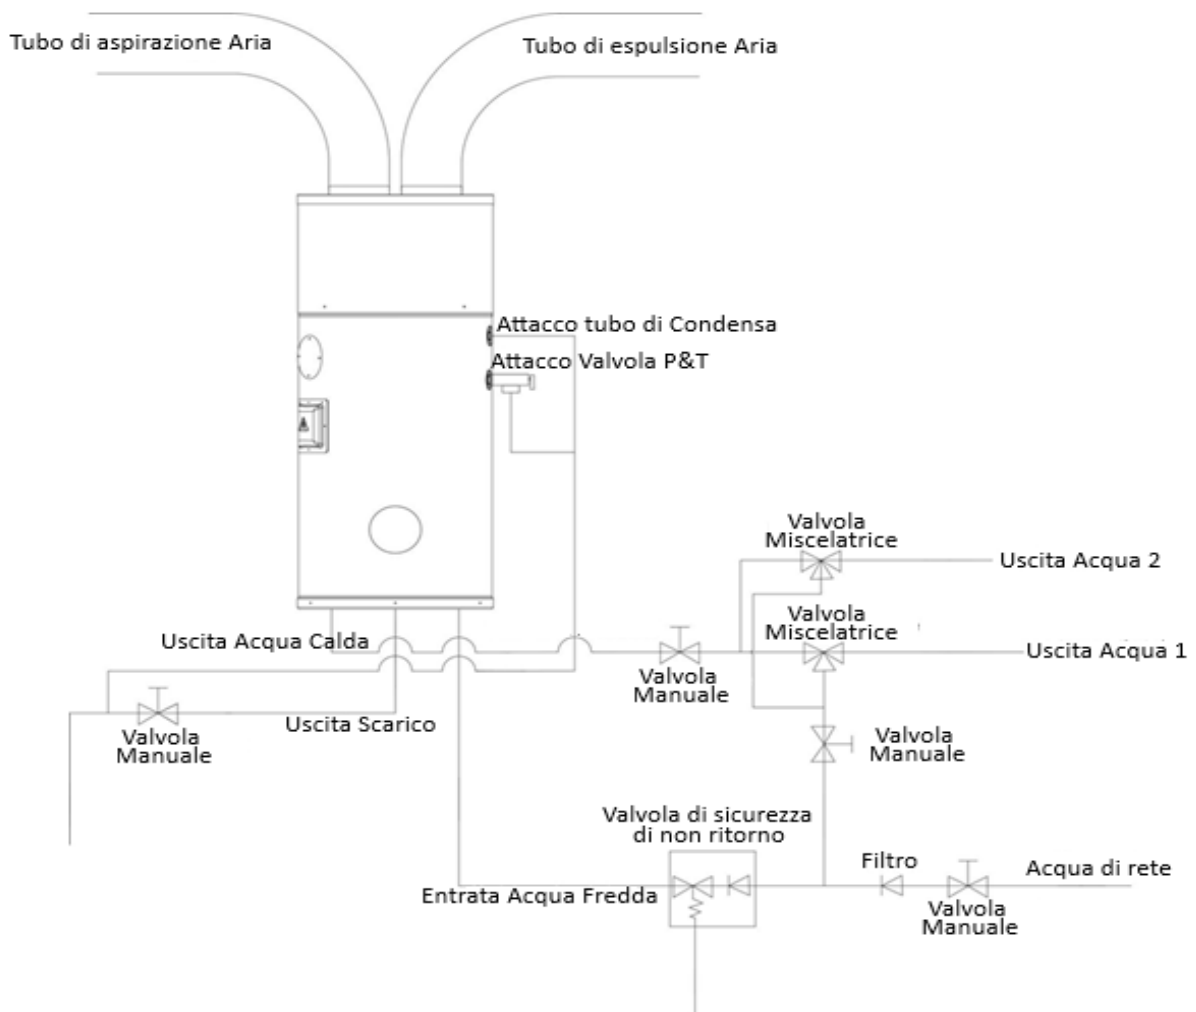 Tubo di aspirazione Aria
Tubo di espulsione Aria
Attacco tubo di Condensa
Attacco Valvola P&T
Valvola
Miscelatrice
Uscita Acqua 2
Valvola
Miscelatrice
Uscita Acqua Calda
Uscita Acqua 1
Valvola
Manuale
Uscita Scarico
Valvola
Manuale
Valvola
Manuale
Valvola di sicurezza
di non ritorno
Filtro
Acqua di rete
Entrata Acqua Fredda
Valvola
Manuale